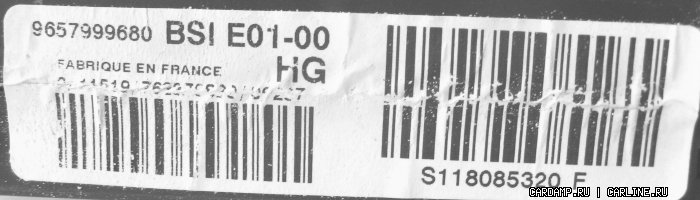 9657999680 BSI E01-00
HG
FABRIQUE EN FRANCE
S118085320 F
CARDAMP.RU | CARLINE.RU